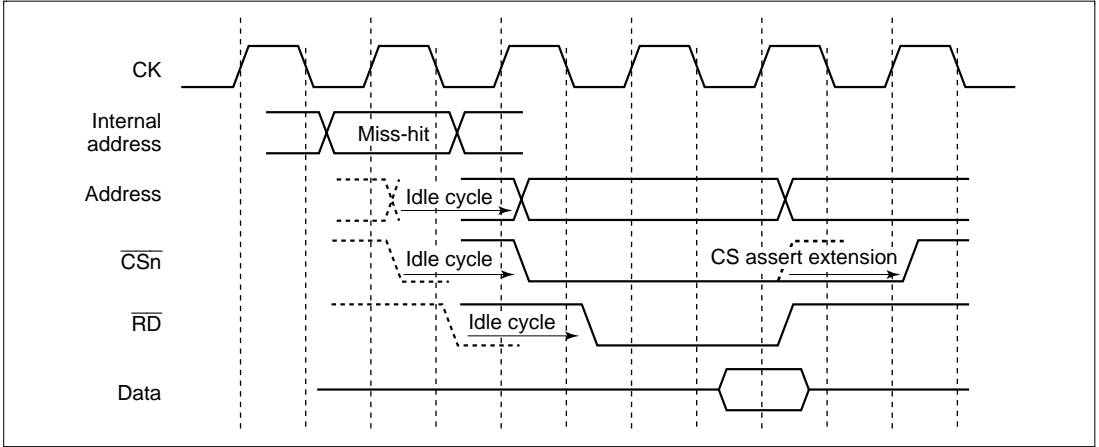 CK
Internal
address
Miss-hit
Address
Idle cycle
CSn
Idle cycle
CS assert extension
RD
Idle cycle
Data